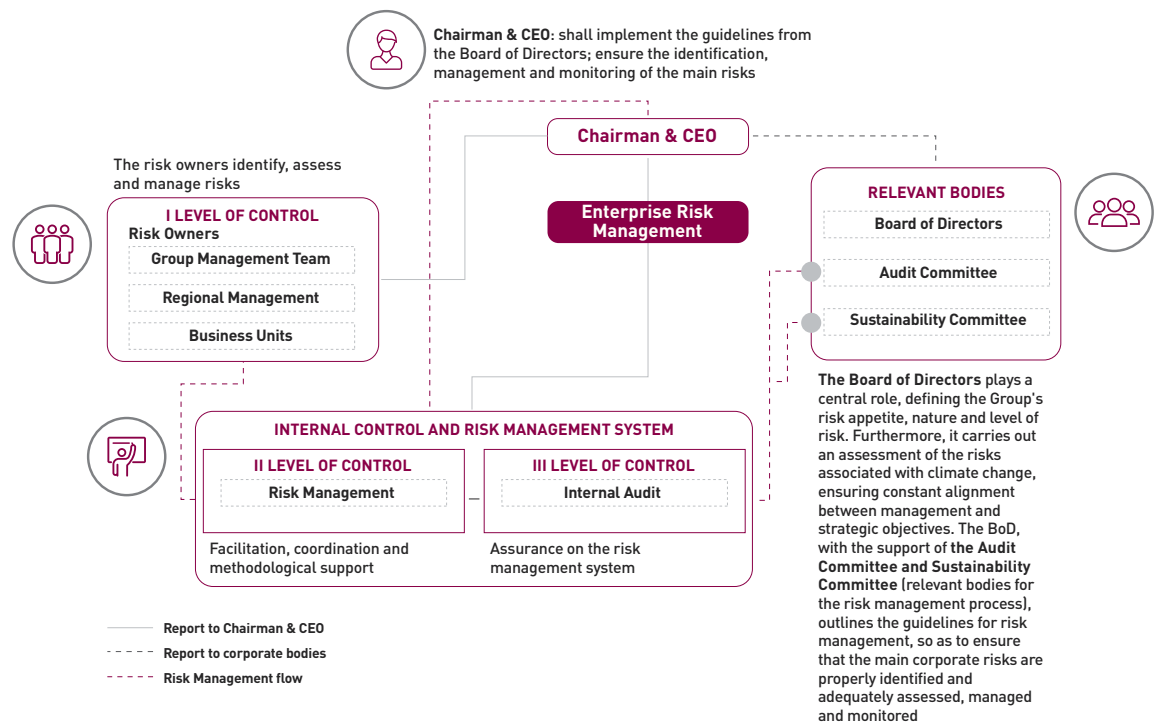 Chairman & CEO: shall implement the guidelines from
the Board of Directors; ensure the identification,
management and monitoring of the main risks
Chairman & CEO
The risk owners identify, assess
and manage risks
I LEVEL OF CONTROL
Risk Owners
Group Management Team
Regional Management
Business Units
Enterprise Risk
Management
RELEVANT BODIES
Board of Directors
Audit Committee
Sustainability Committee
INTERNAL CONTROL AND RISK MANAGEMENT SYSTEM
II LEVEL OF CONTROL
Risk Management
Facilitation, coordination and
methodological support
III LEVEL OF CONTROL
Internal Audit
Assurance on the risk
management system
The Board of Directors plays a
central role, defining the Group's
risk appetite, nature and level of
risk. Furthermore, it carries out
an assessment of the risks
associated with climate change,
ensuring constant alignment
between management and
strategic objectives. The BoD,
with the support of the Audit
Committee and Sustainability
Committee (relevant bodies for
the risk management process),
outlines the guidelines for risk
management, so as to ensure
that the main corporate risks are
properly identified and
adequately assessed, managed
and monitored
Report to Chairman & CEO
Report to corporate bodies
Risk Management flow